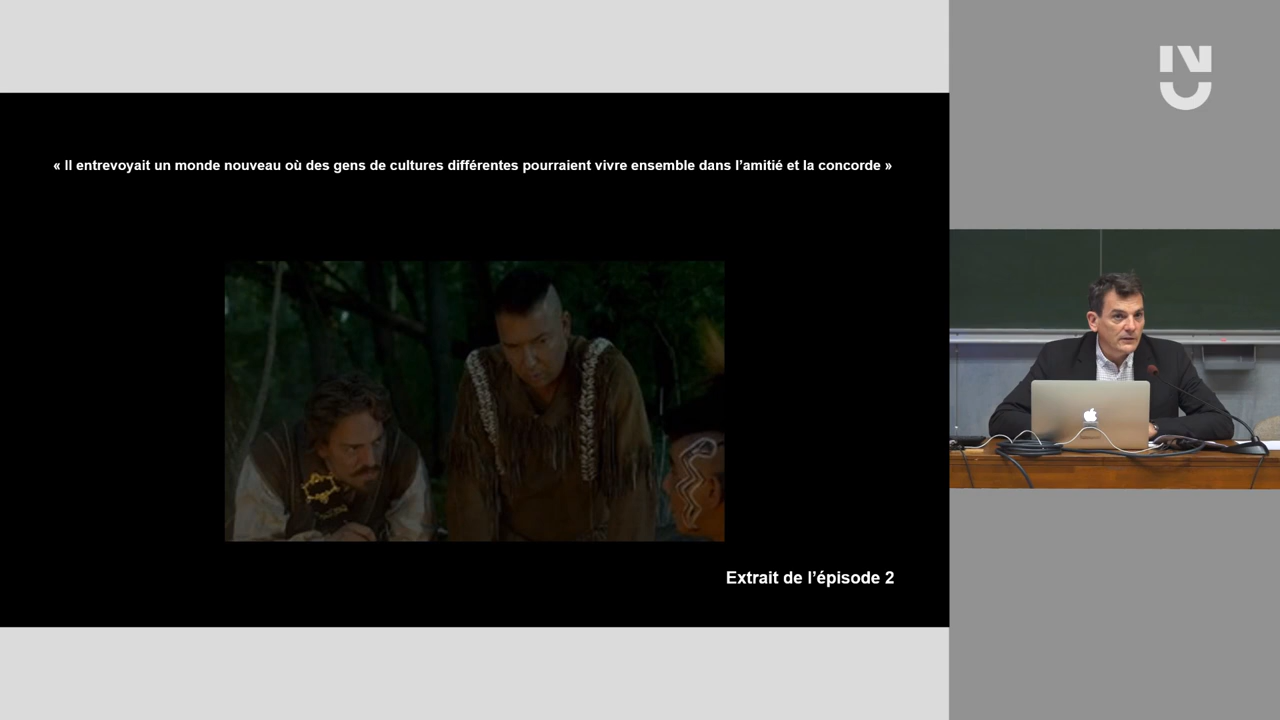 « Il entrevoyait un monde nouveau où des gens de cultures différentes pourraient vivre ensemble dans l’amitié et la concorde »
Extrait de l’épisode 2